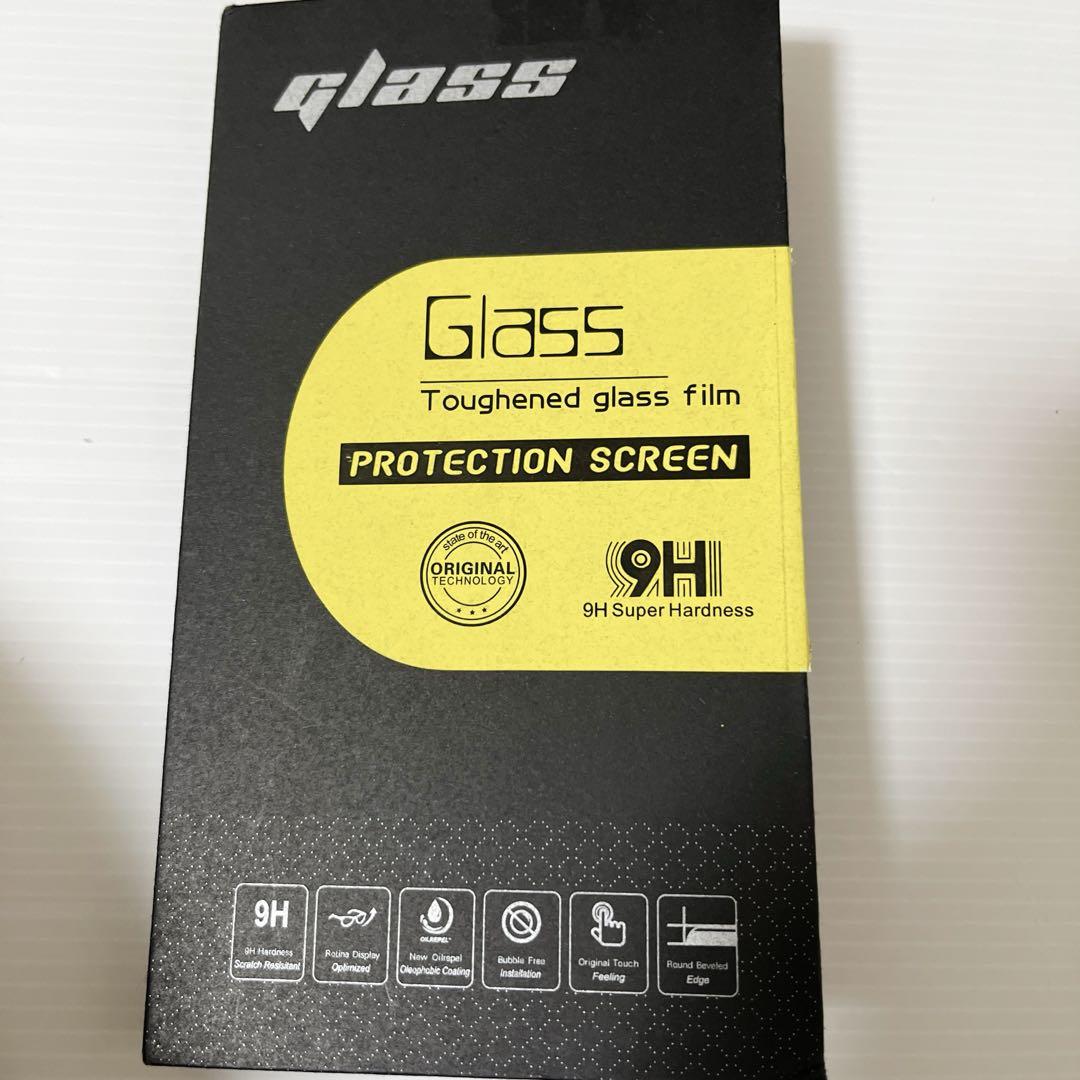 glass
Glass
Toughened glass film
PROTECTION SCREEN
state of the art
ORIGINAL
TECHNOLOGY
9H
9H Super Hardness
9H
9H Hardness
Scratch Resisitant
Retina Display
Optimized
OILREPEL
New Oilrepel
Oleophobic Coating
Bubble Free
Installation
Original Touch
Feeling
Round Beveled
Edge